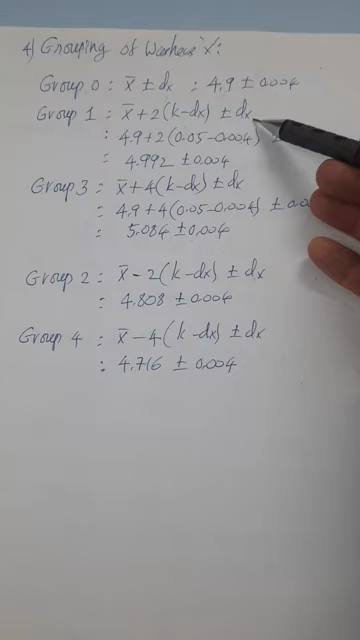 4) Grouping of Washers 'x':
Group 0 : x̄ ± dx : 4.9 ± 0.004
Group 1 : x̄ + 2 (k-dx) ± dx
: 4.9 + 2 (0.05 - 0.004) ±
: 4.992 ± 0.004
Group 3 : x̄ + 4 (k-dx) ± dx
: 4.9 + 4 (0.05 - 0.004) ± 0.00
: 5.084 ± 0.004
Group 2 : x̄ - 2 (k-dx) ± dx
: 4.808 ± 0.004
Group 4 : x̄ - 4 (k-dx) ± dx
: 4.716 ± 0.004